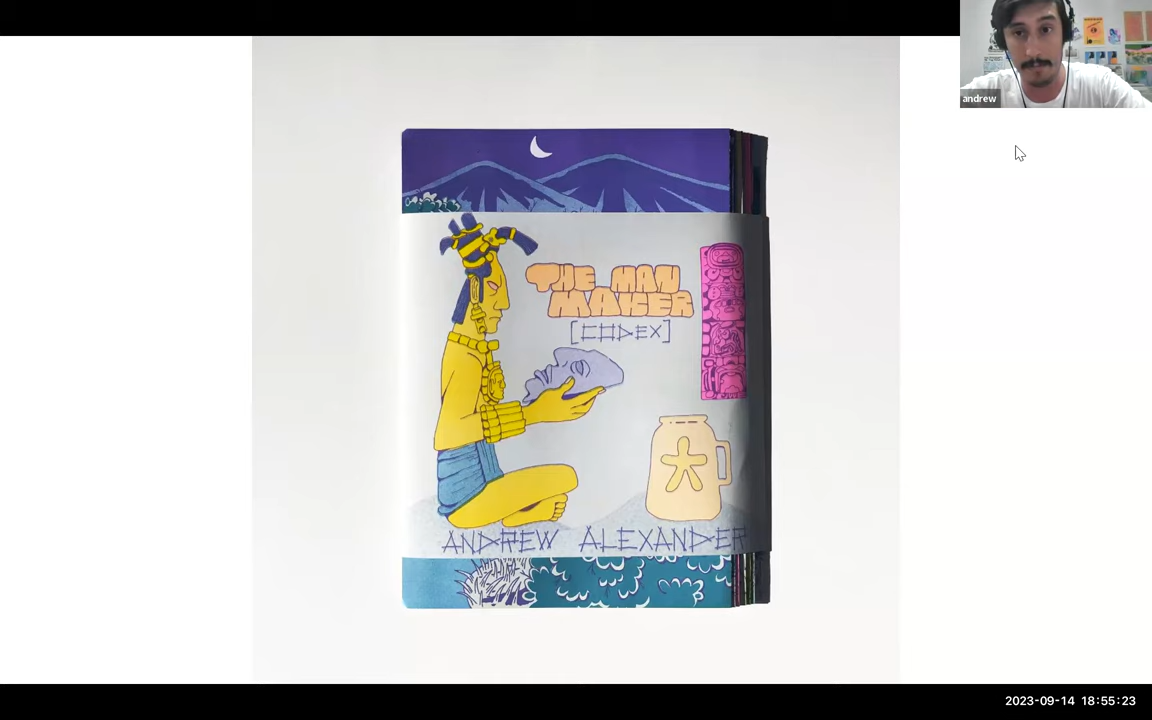 andrew
THE MAN
MAKER
[CODEX]
ANDREW ALEXANDER
2023-09-14 18:55:23